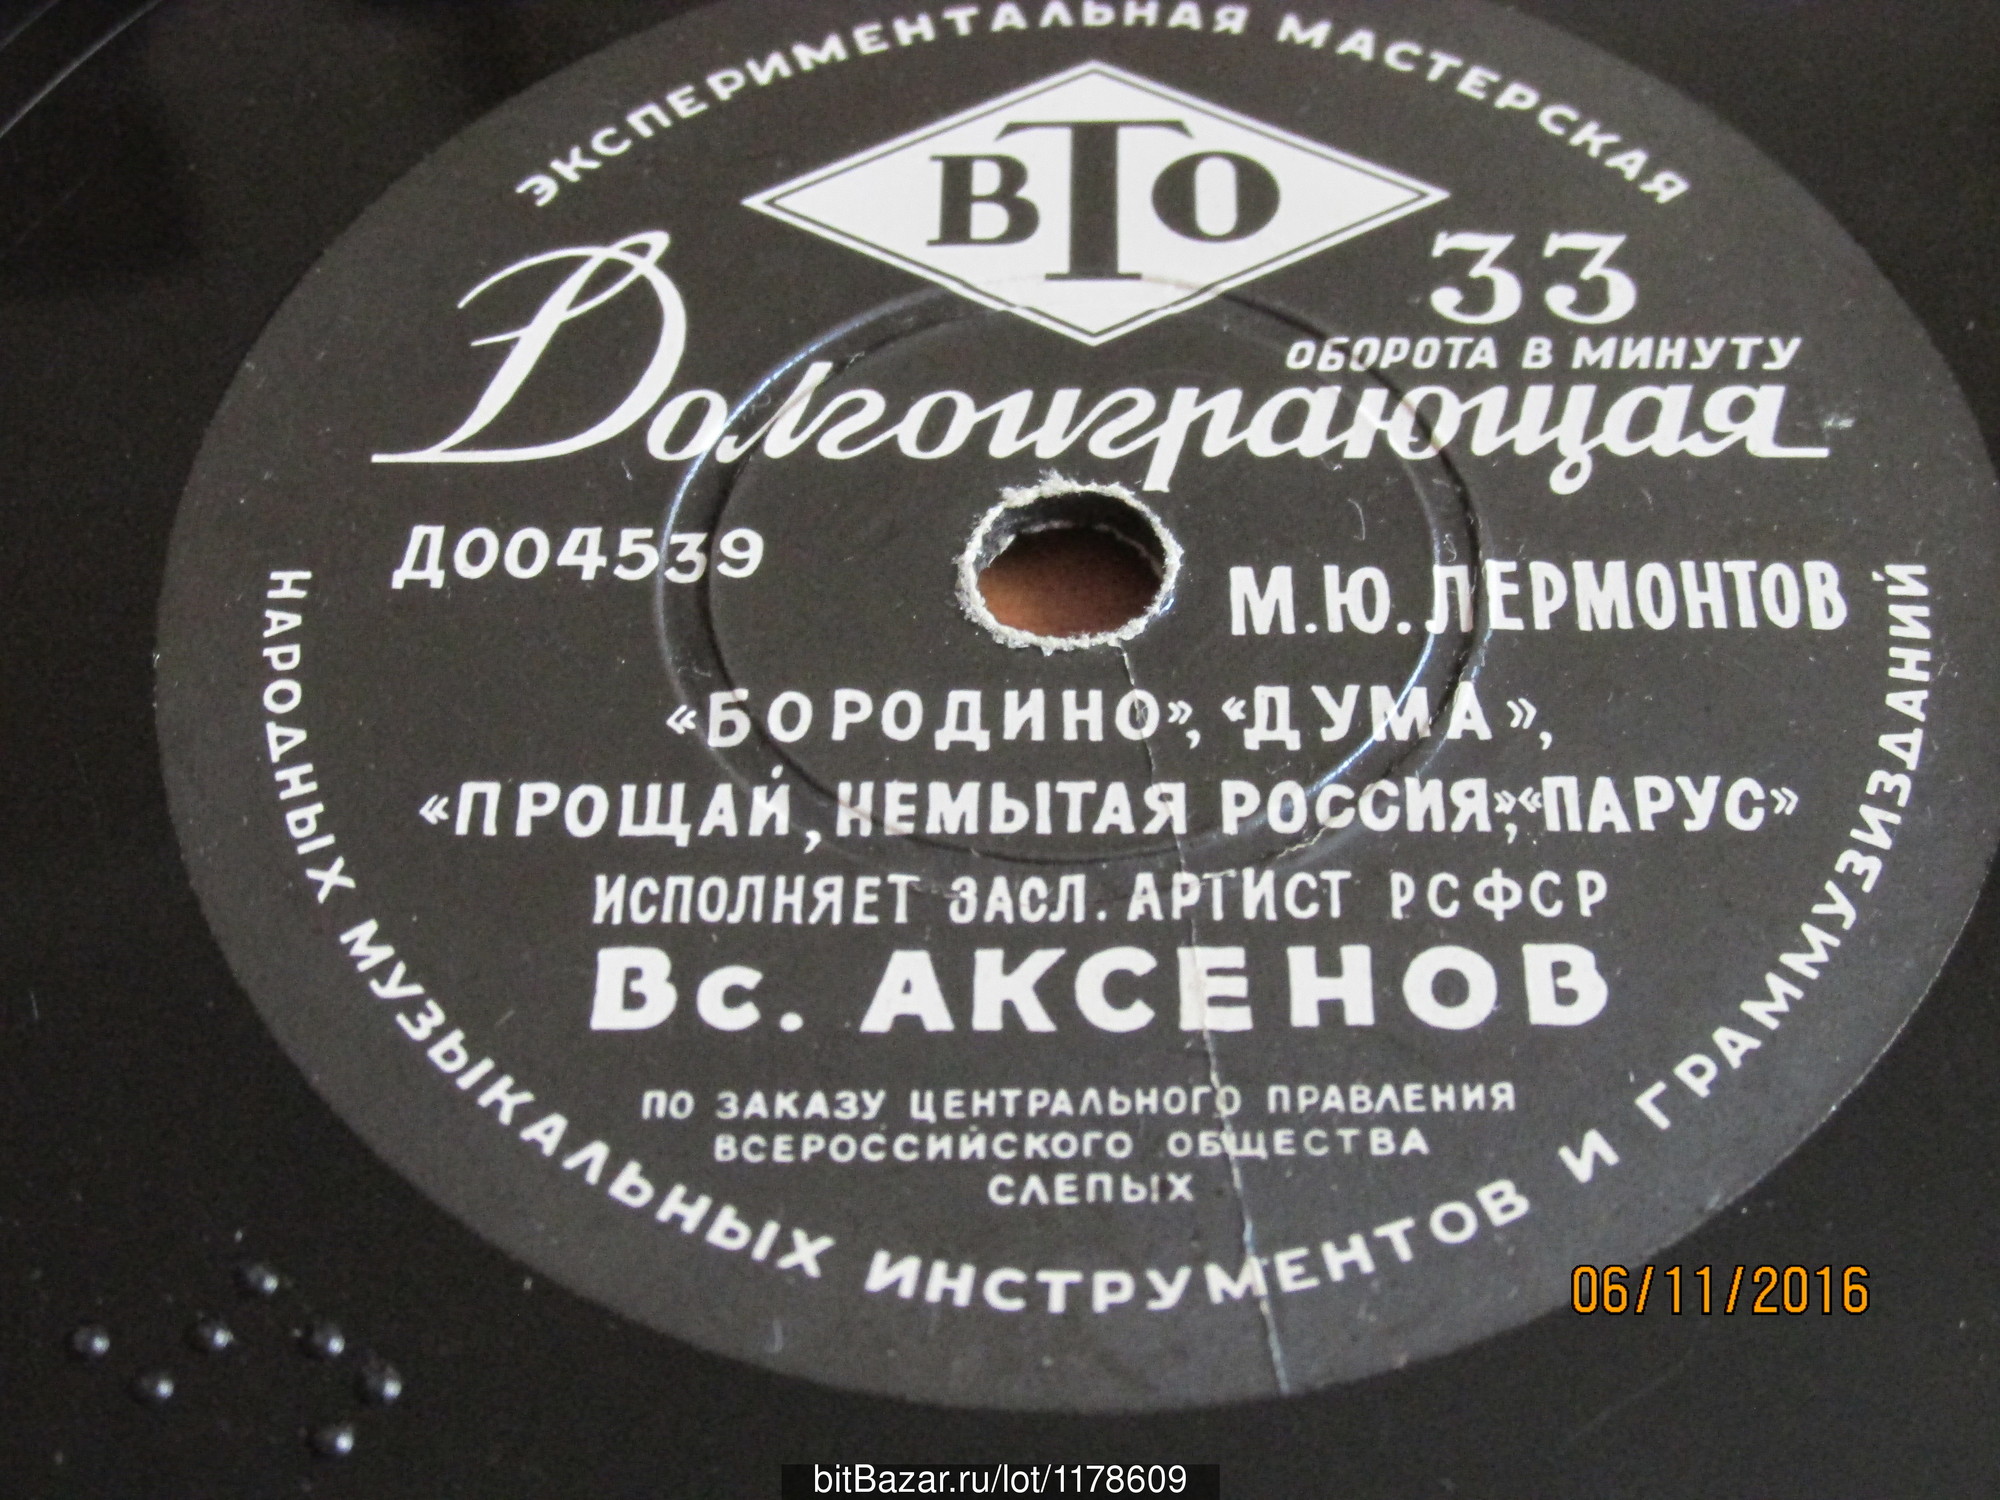 ЭКСПЕРИМЕНТАЛЬНАЯ МАСТЕРСКАЯ
ВТО
33
ОБОРОТА В МИНУТУ
Долгоиграющая
Д004539
М.Ю. ЛЕРМОНТОВ
«БОРОДИНО», «ДУМА»,
«ПРОЩАЙ, НЕМЫТАЯ РОССИЯ», «ПАРУС»
ИСПОЛНЯЕТ ЗАСЛ. АРТИСТ РСФСР
Вс. АКСЕНОВ
ПО ЗАКАЗУ ЦЕНТРАЛЬНОГО ПРАВЛЕНИЯ
ВСЕРОССИЙСКОГО ОБЩЕСТВА
СЛЕПЫХ
НАРОДНЫХ МУЗЫКАЛЬНЫХ ИНСТРУМЕНТОВ И ГРАММУЗИЗДАНИЙ
06/11/2016
bitBazar.ru/lot/1178609